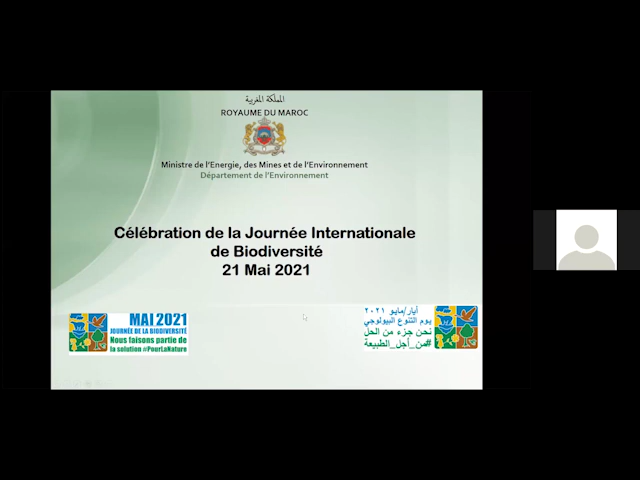 المملكة المغربية
ROYAUME DU MAROC
Ministre de l'Energie, des Mines et de l'Environnement
Département de l'Environnement
Célébration de la Journée Internationale
de Biodiversité
21 Mai 2021
MAI 2021
JOURNÉE DE LA BIODIVERSITÉ
Nous faisons partie de
la solution #PourLaNature
أيار/مايو ٢٠٢١
يوم التنوع البيولوجي
نحن جزء من الحل
#من_أجل_الطبيعة